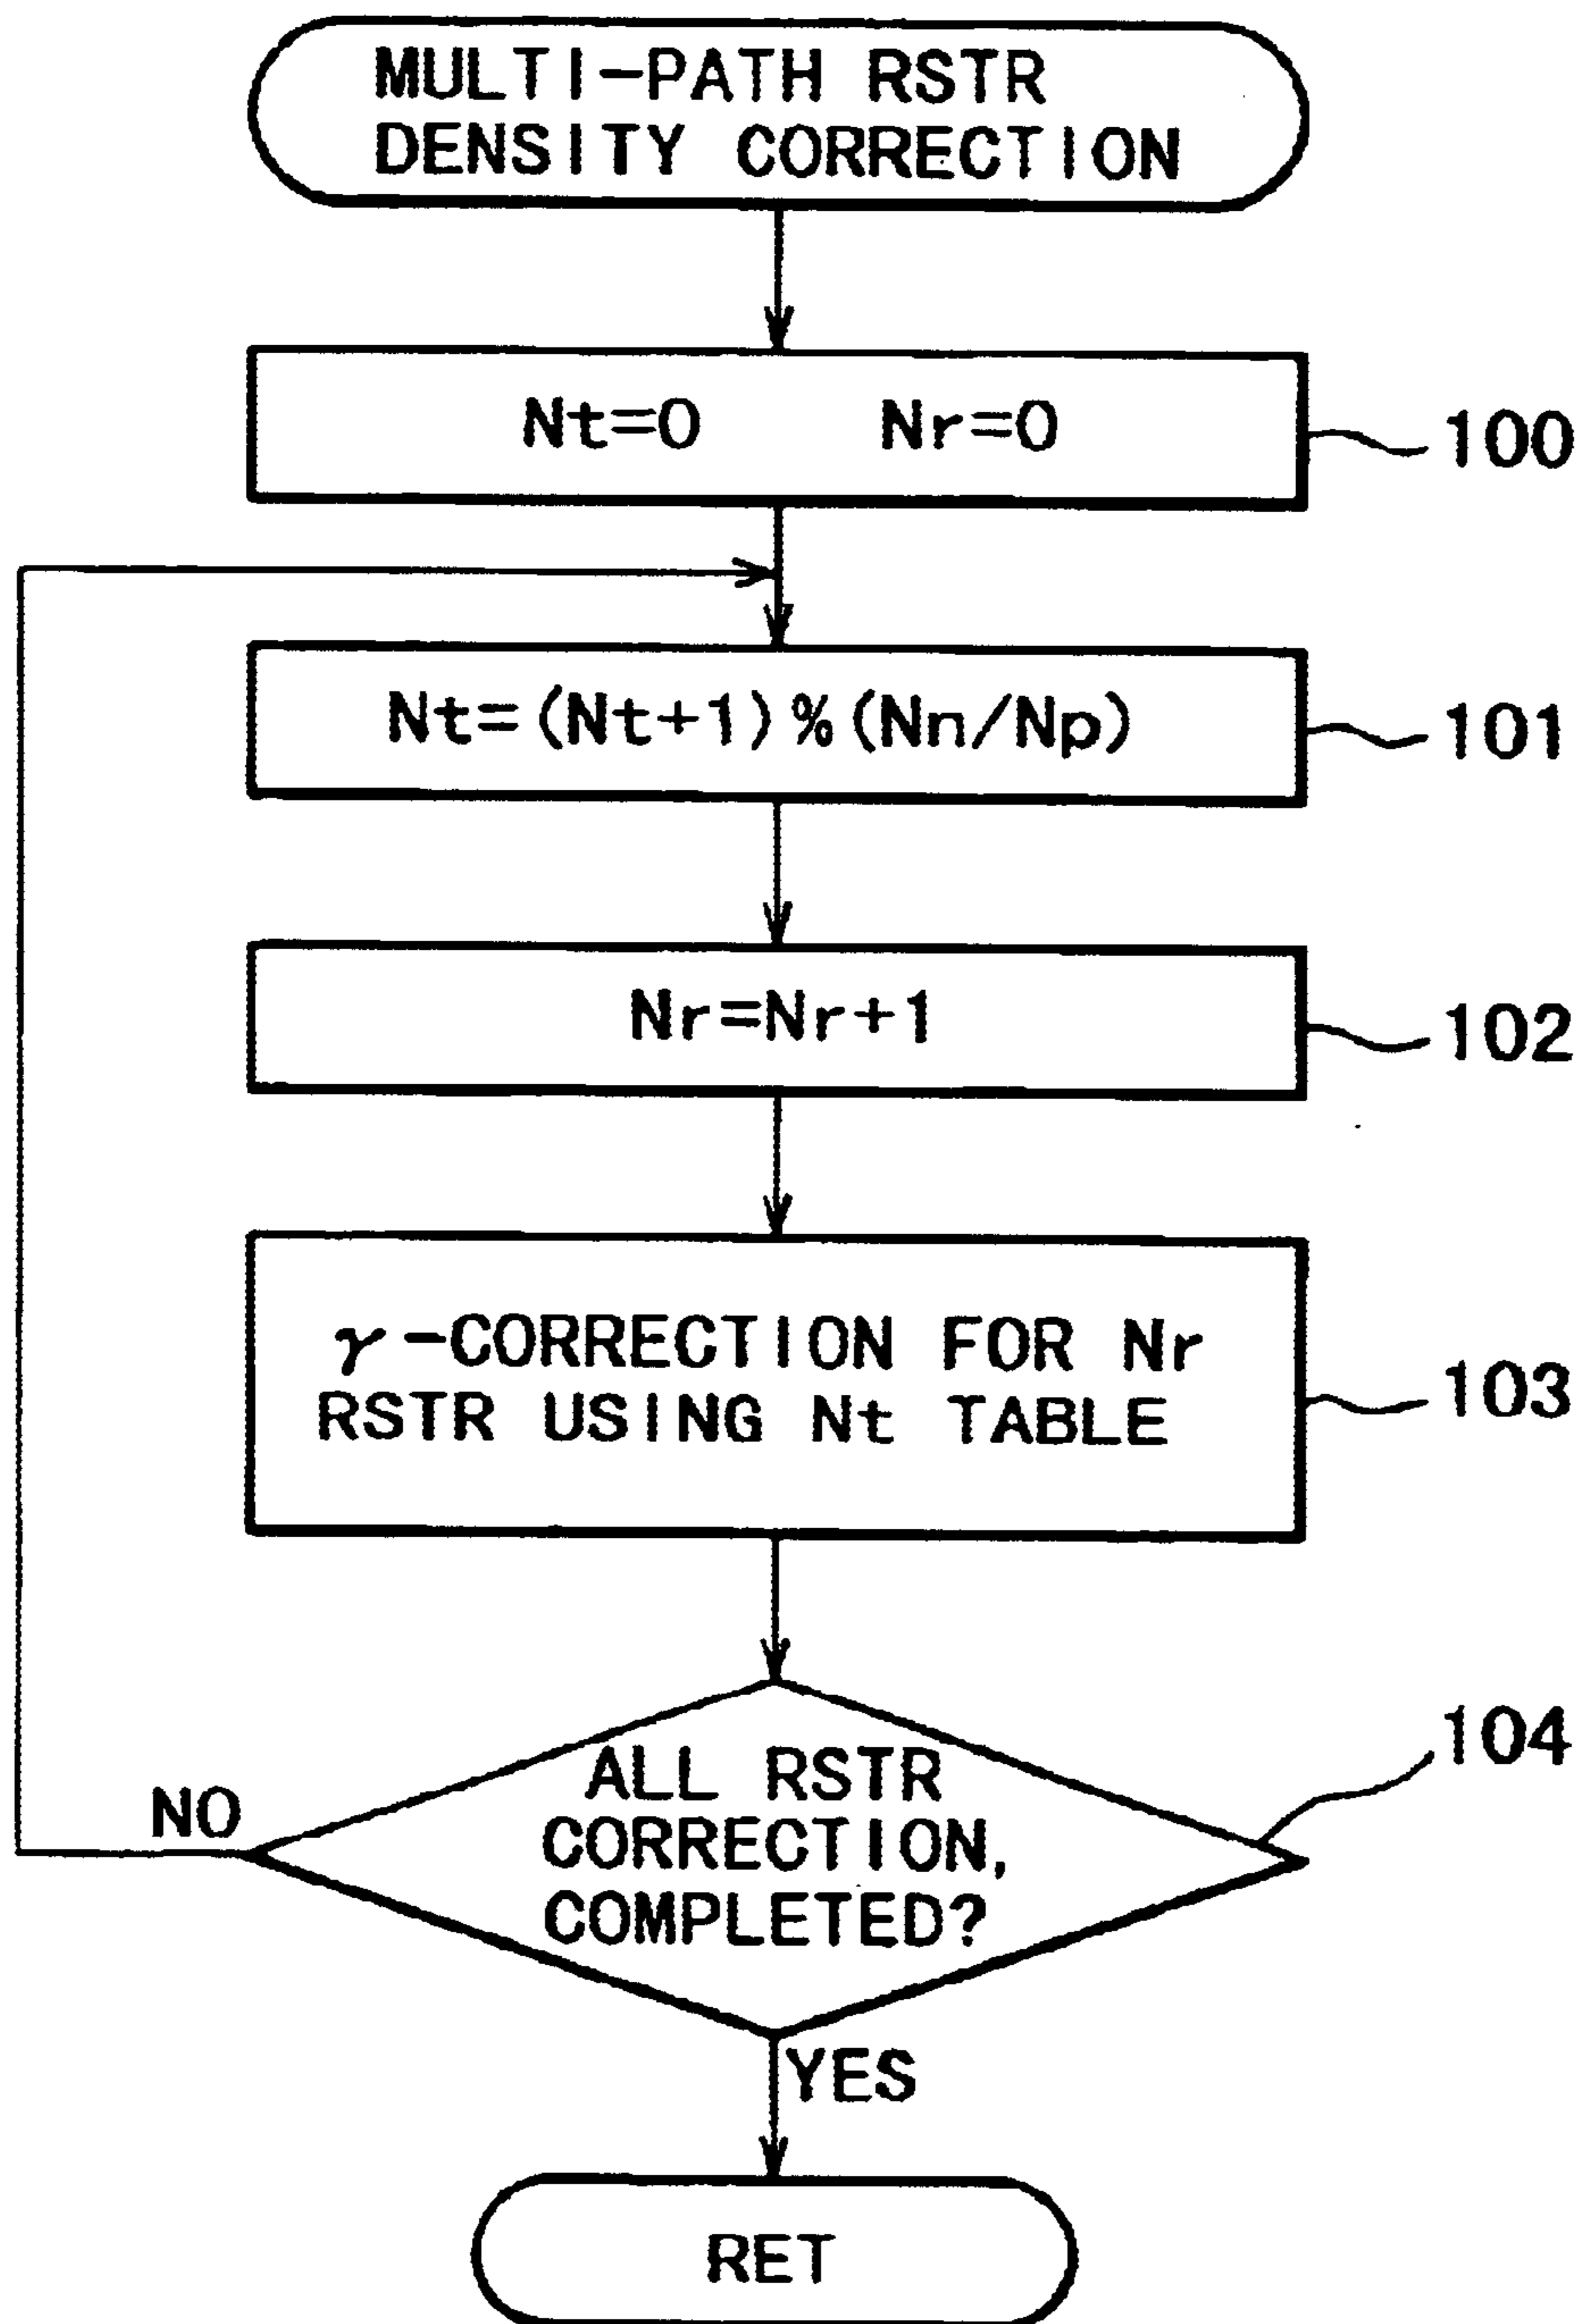 MULTI-PATH RSTR
DENSITY CORRECTION
Nt=0 Nr=0
100
Nt=(Nt+1)%(Nn/Np)
101
Nr=Nr+1
102
γ-CORRECTION FOR Nr
RSTR USING Nt TABLE
103
104
ALL RSTR
CORRECTION,
COMPLETED?
NO
YES
RET